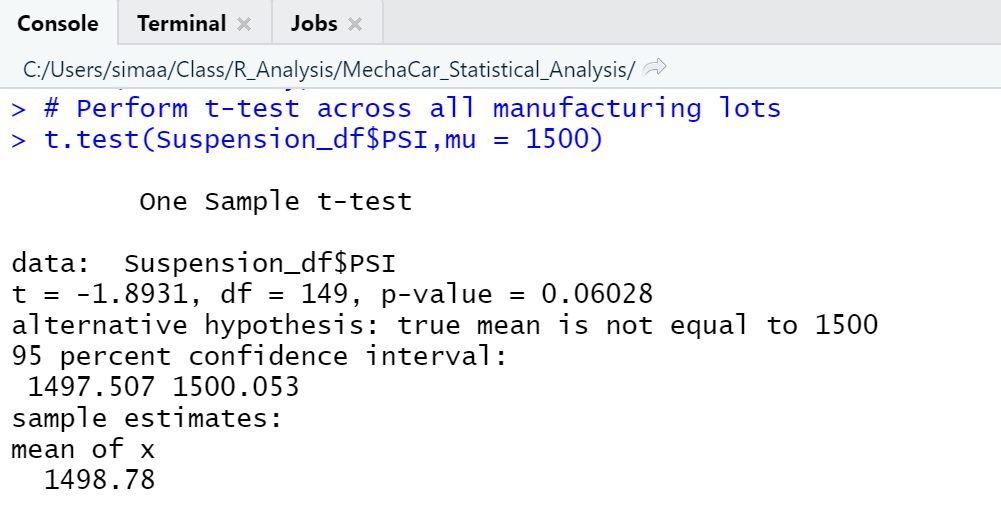 Console Terminal Jobs
C:/Users/simaa/Class/R_Analysis/MechaCar_Statistical_Analysis/
> # Perform t-test across all manufacturing lots
> t.test(Suspension_df$PSI,mu = 1500)
One Sample t-test
data:  Suspension_df$PSI
t = -1.8931, df = 149, p-value = 0.06028
alternative hypothesis: true mean is not equal to 1500
95 percent confidence interval:
1497.507 1500.053
sample estimates:
mean of x
1498.78